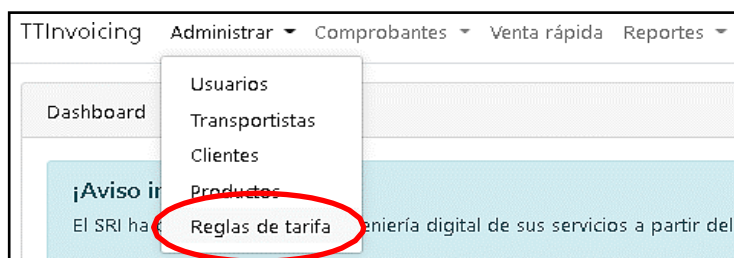 TTInvoicing Administrar Comprobantes Venta rápida Reportes
Usuarios
Dashboard
Transportistas
Clientes
¡Aviso
Productos
El SRI ha
Reglas de tarifa
digital de sus servicios a partir del